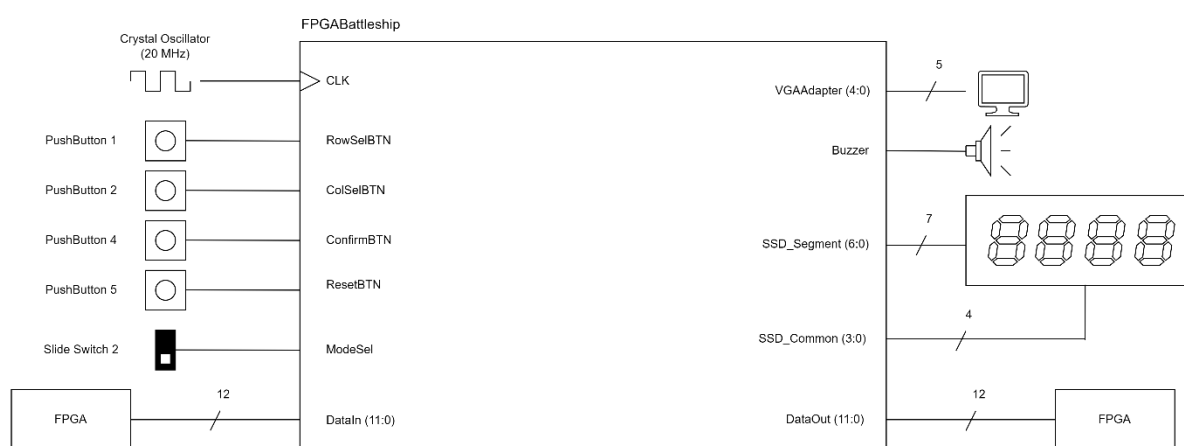 FPGABattleship
Crystal Oscillator
(20 MHz)
CLK
PushButton 1
RowSelBTN
PushButton 2
ColSelBTN
PushButton 4
ConfirmBTN
PushButton 5
ResetBTN
Slide Switch 2
ModeSel
FPGA
12
DataIn (11:0)
VGAAdapter (4:0)
5
Buzzer
SSD_Segment (6:0)
7
SSD_Common (3:0)
4
DataOut (11:0)
12
FPGA